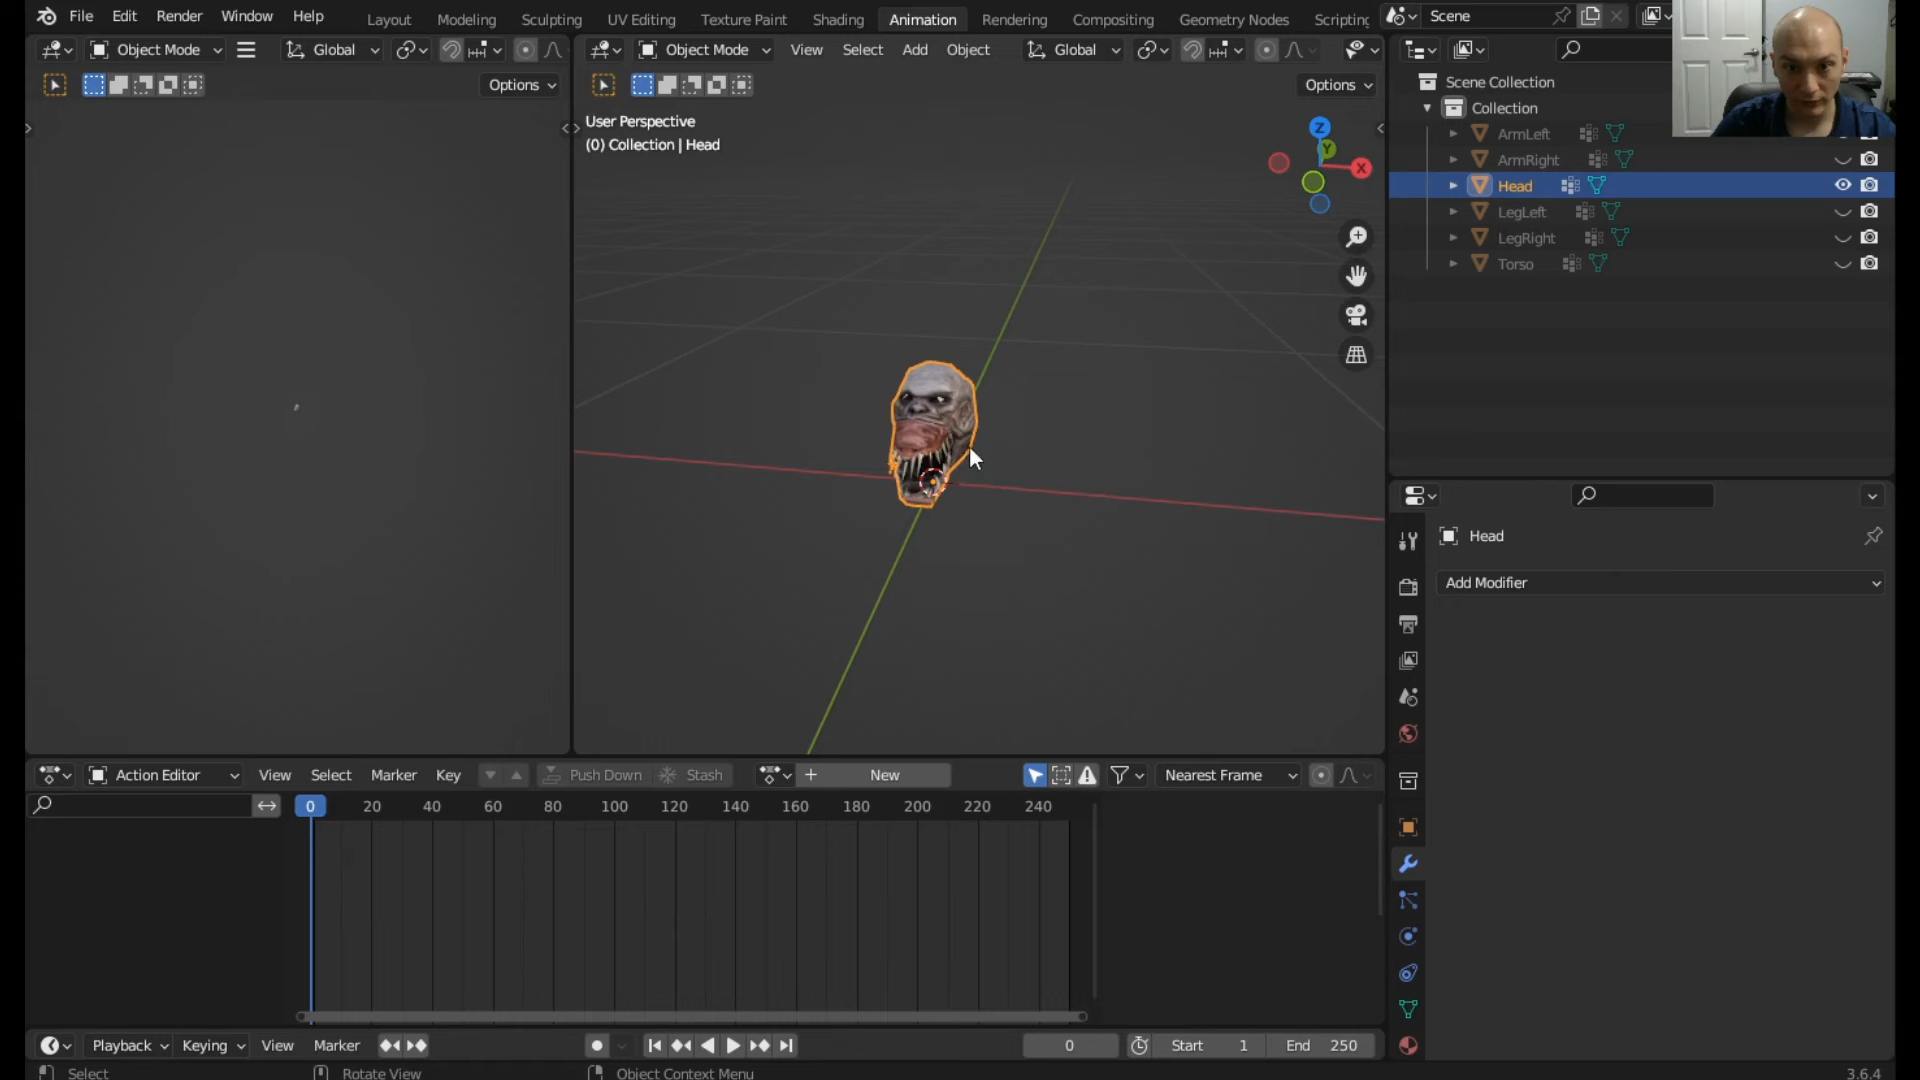 File Edit Render Window Help Layout Modeling Sculpting UV Editing Texture Paint Shading Animation Rendering Compositing Geometry Nodes Scripting Scene
Object Mode Global Object Mode View Select Add Object Global
Options Options
User Perspective
(0) Collection | Head
Z
Y
X
Scene Collection
Collection
ArmLeft
ArmRight
Head
LegLeft
LegRight
Torso
Head
Add Modifier
Action Editor View Select Marker Key Push Down Stash New Nearest Frame
0 20 40 60 80 100 120 140 160 180 200 220 240
Playback Keying View Marker 0 Start 1 End 250
Select Rotate View Object Context Menu 3.6.4